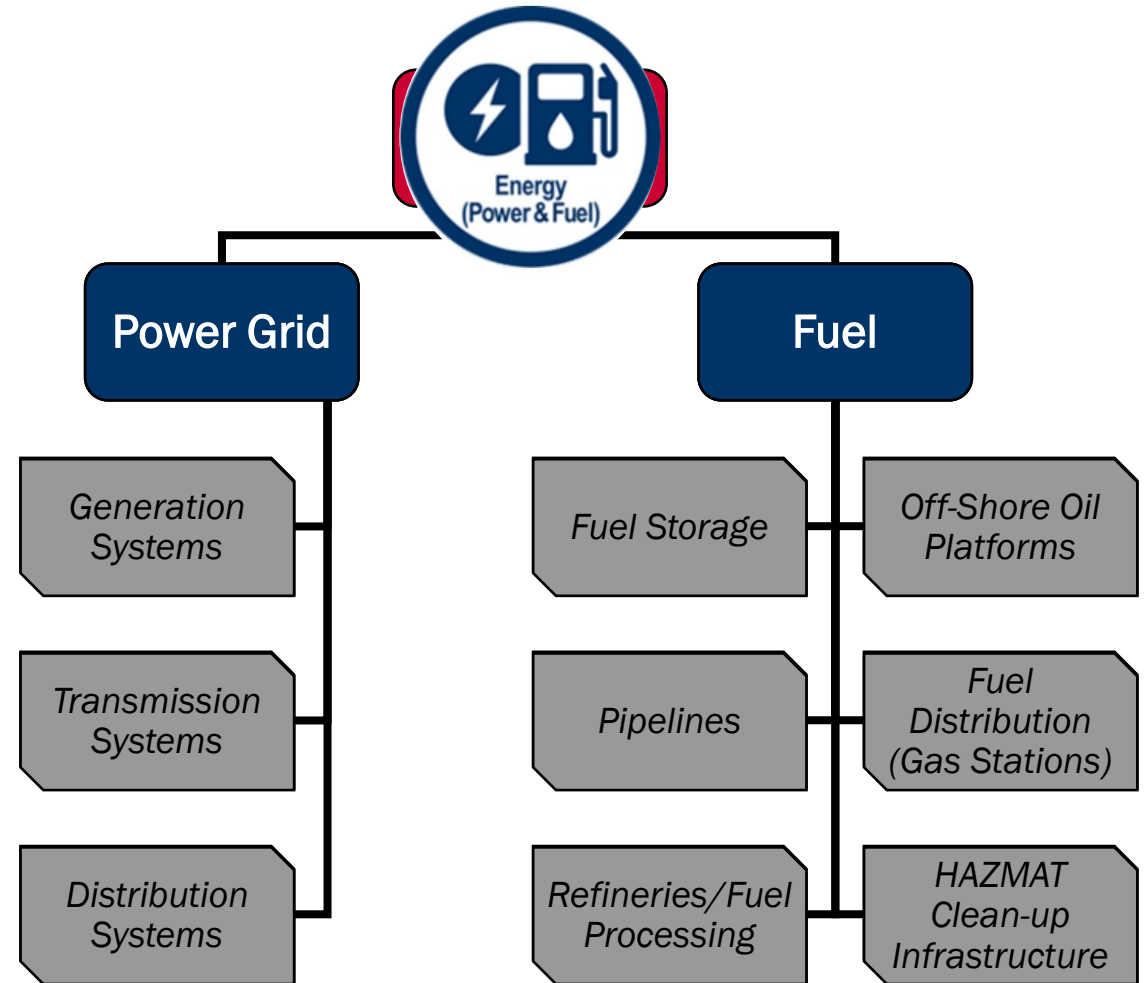 Energy
(Power & Fuel)
Power Grid
Fuel
Generation
Systems
Transmission
Systems
Distribution
Systems
Fuel Storage
Off-Shore Oil
Platforms
Pipelines
Fuel
Distribution
(Gas Stations)
Refineries/Fuel
Processing
HAZMAT
Clean-up
Infrastructure